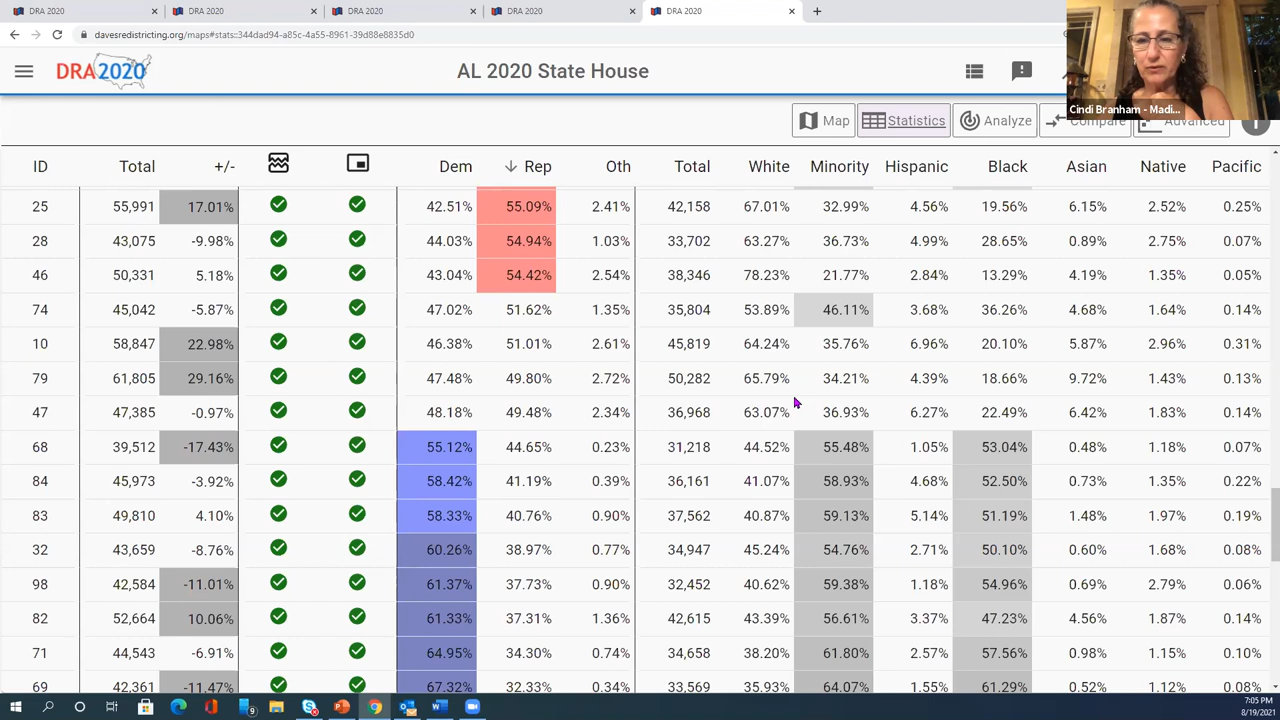 DRA 2020 DRA 2020 DRA 2020 DRA 2020 DRA 2020
davesredistricting.org/maps#stats::344dad94-a85c-4a55-8961-39d88e8835d0
DRA2020 AL 2020 State House
Cindi Branham - Madi...
Map Statistics Analyze Compare Advanced
ID Total +/- Dem Rep Oth Total White Minority Hispanic Black Asian Native Pacific
25 55,991 17.01% 42.51% 55.09% 2.41% 42,158 67.01% 32.99% 4.56% 19.56% 6.15% 2.52% 0.25%
28 43,075 -9.98% 44.03% 54.94% 1.03% 33,702 63.27% 36.73% 4.99% 28.65% 0.89% 2.75% 0.07%
46 50,331 5.18% 43.04% 54.42% 2.54% 38,346 78.23% 21.77% 2.84% 13.29% 4.19% 1.35% 0.05%
74 45,042 -5.87% 47.02% 51.62% 1.35% 35,804 53.89% 46.11% 3.68% 36.26% 4.68% 1.64% 0.14%
10 58,847 22.98% 46.38% 51.01% 2.61% 45,819 64.24% 35.76% 6.96% 20.10% 5.87% 2.96% 0.31%
79 61,805 29.16% 47.48% 49.80% 2.72% 50,282 65.79% 34.21% 4.39% 18.66% 9.72% 1.43% 0.13%
47 47,385 -0.97% 48.18% 49.48% 2.34% 36,968 63.07% 36.93% 6.27% 22.49% 6.42% 1.83% 0.14%
68 39,512 -17.43% 55.12% 44.65% 0.23% 31,218 44.52% 55.48% 1.05% 53.04% 0.48% 1.18% 0.07%
84 45,973 -3.92% 58.42% 41.19% 0.39% 36,161 41.07% 58.93% 4.68% 52.50% 0.73% 1.35% 0.22%
83 49,810 4.10% 58.33% 40.76% 0.90% 37,562 40.87% 59.13% 5.14% 51.19% 1.48% 1.97% 0.19%
32 43,659 -8.76% 60.26% 38.97% 0.77% 34,947 45.24% 54.76% 2.71% 50.10% 0.60% 1.68% 0.08%
98 42,584 -11.01% 61.37% 37.73% 0.90% 32,452 40.62% 59.38% 1.18% 54.96% 0.69% 2.79% 0.06%
82 52,664 10.06% 61.33% 37.31% 1.36% 42,615 43.39% 56.61% 3.37% 47.23% 4.56% 1.87% 0.14%
71 44,543 -6.91% 64.95% 34.30% 0.74% 34,658 38.20% 61.80% 2.57% 57.56% 0.98% 1.15% 0.10%
69 42,361 -11.47% 67.32% 32.33% 0.34% 33,569 35.93% 64.07% 1.55% 61.29% 0.52% 1.12% 0.08%
7:05 PM
8/19/2021